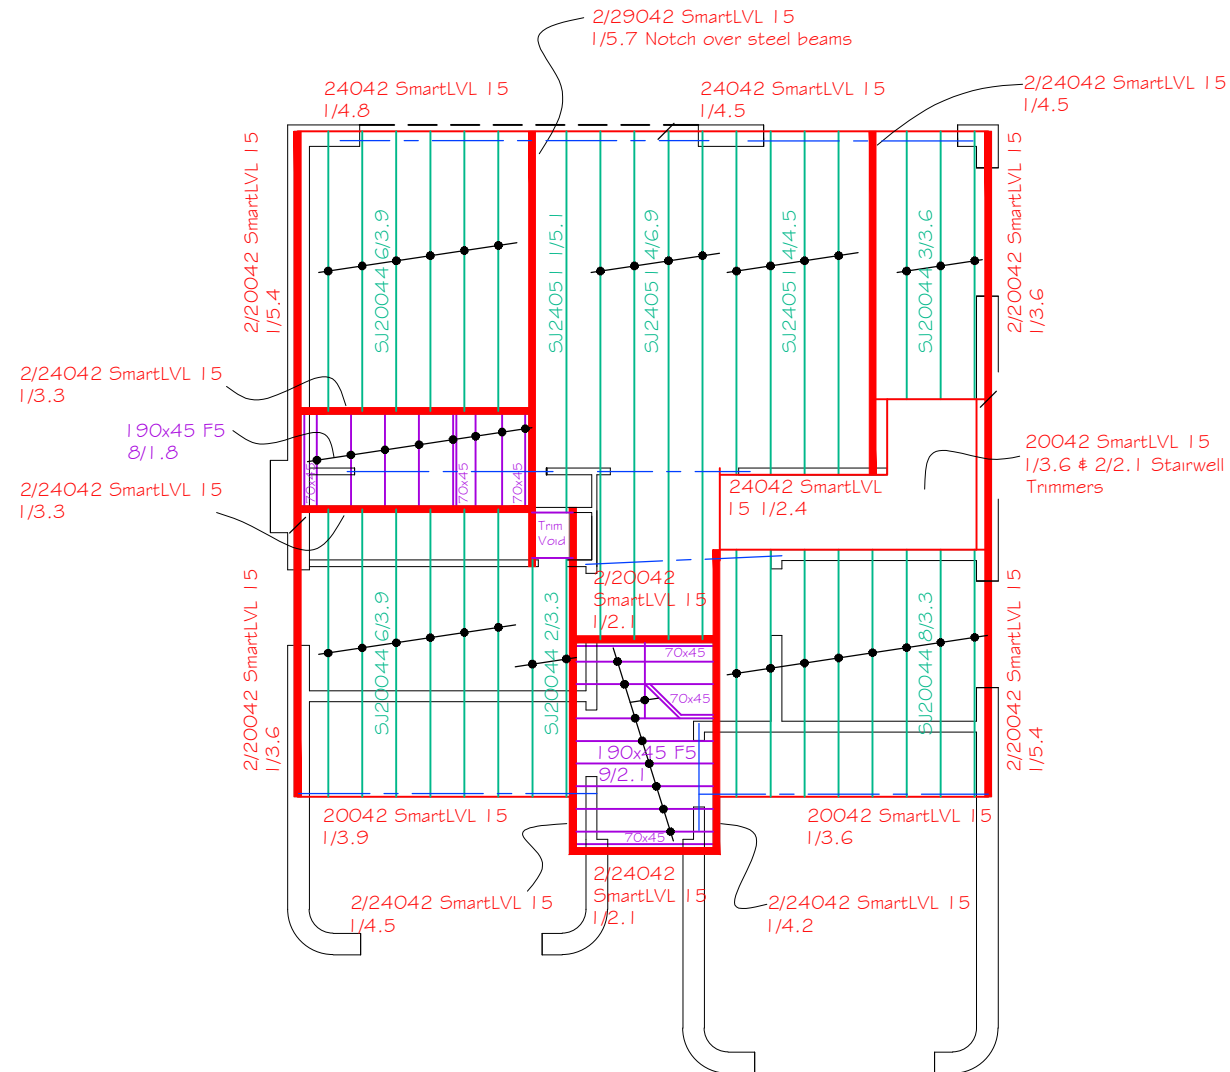 2/29042 SmartLVL 15
1/5.7 Notch over steel beams
24042 SmartLVL 15
1/4.8
24042 SmartLVL 15
1/4.5
2/24042 SmartLVL 15
1/4.5
2/20042 SmartLVL 15
1/5.4
SJ20044 6/3.9
SJ24051 1/5.1
SJ24051 4/6.9
SJ24051 4/4.5
SJ20044 3/3.6
2/20042 SmartLVL 15
1/3.6
2/24042 SmartLVL 15
1/3.3
190x45 F5
8/1.8
2/24042 SmartLVL 15
1/3.3
70x45
70x45
70x45
20042 SmartLVL 15
1/3.6 & 2/2.1 Stairwell
Trimmers
24042 SmartLVL
15 1/2.4
Trim
Void
2/20042
SmartLVL 15
1/2.1
2/20042 SmartLVL 15
1/3.6
SJ20044 6/3.9
SJ20044 2/3.3
70x45
70x45
190x45 F5
9/2.1
70x45
SJ20044 8/3.3
2/20042 SmartLVL 15
1/5.4
20042 SmartLVL 15
1/3.9
20042 SmartLVL 15
1/3.6
2/24042 SmartLVL 15
1/4.5
2/24042
SmartLVL 15
1/2.1
2/24042 SmartLVL 15
1/4.2